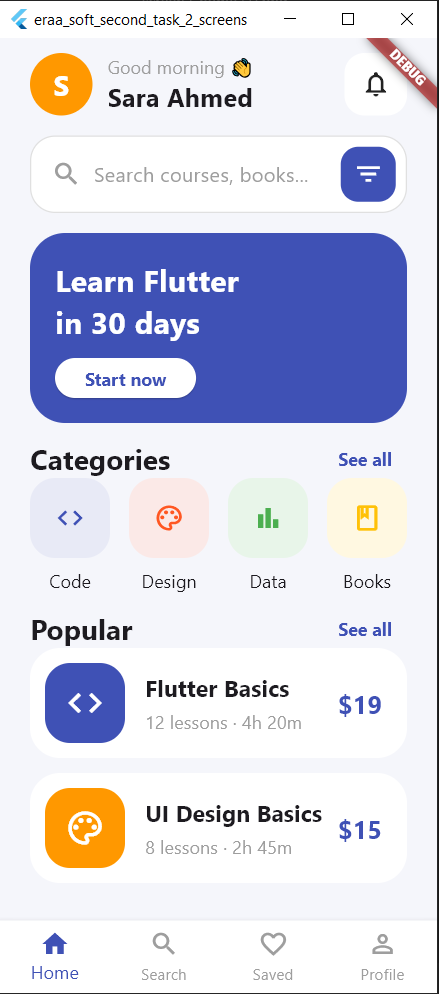 eraa_soft_second_task_2_screens
DEBUG
S
Good morning 👋
Sara Ahmed
Search courses, books...
Learn Flutter
in 30 days
Start now
Categories
See all
Code
Design
Data
Books
Popular
See all
Flutter Basics
12 lessons · 4h 20m
$19
UI Design Basics
8 lessons · 2h 45m
$15
Home
Search
Saved
Profile